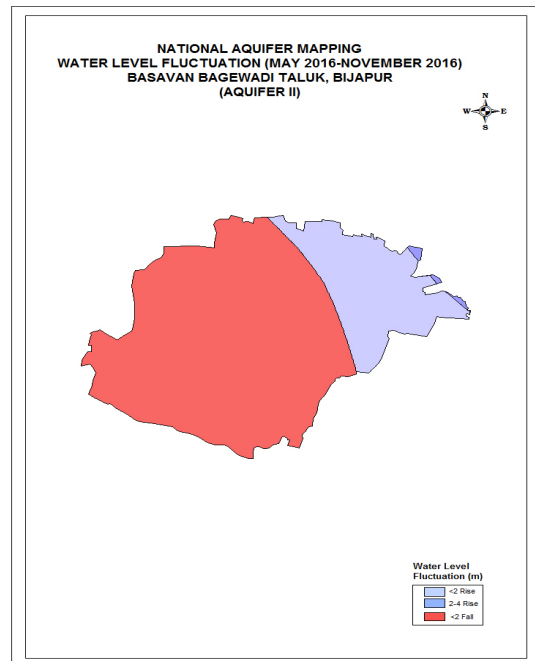 NATIONAL AQUIFER MAPPING
WATER LEVEL FLUCTUATION (MAY 2016-NOVEMBER 2016)
BASAVAN BAGEWADI TALUK, BIJAPUR
(AQUIFER II)
N
W E
S
Water Level
Fluctuation (m)
<2 Rise
2-4 Rise
<2 Fall